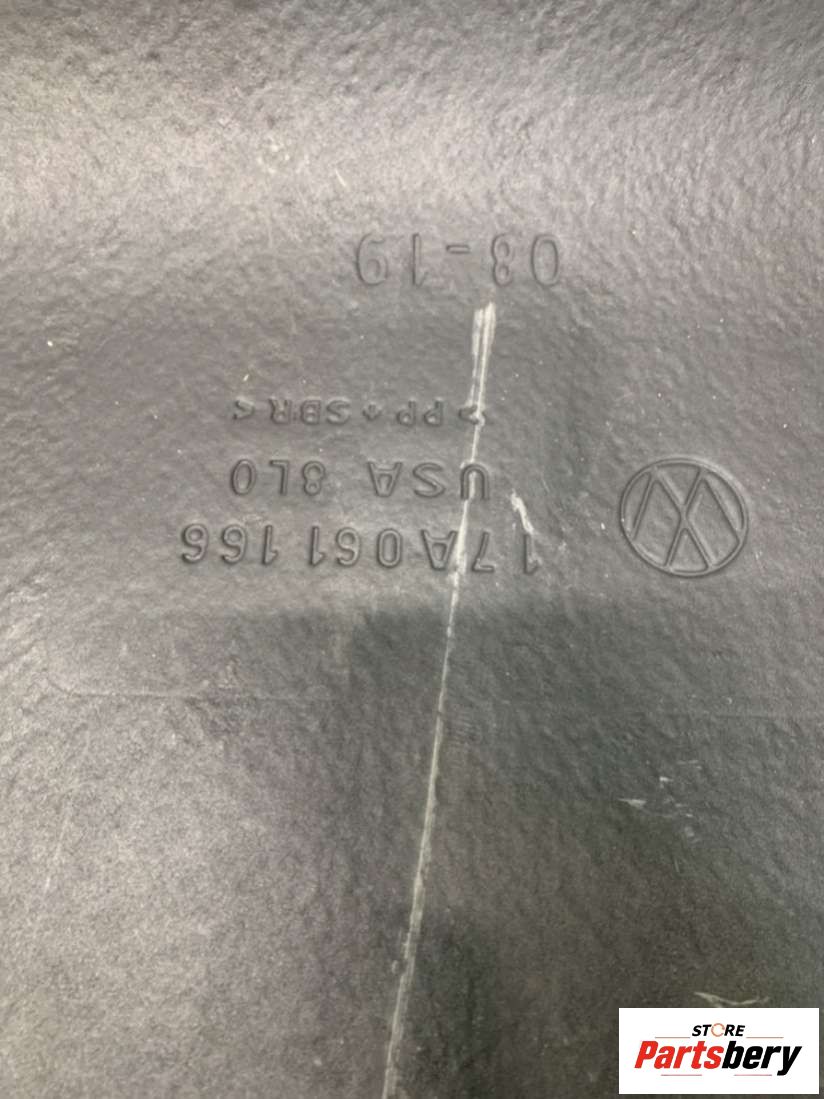 17A 061 166
USA 8L0
>PP+SBR<
08-19
STORE
Partsbery